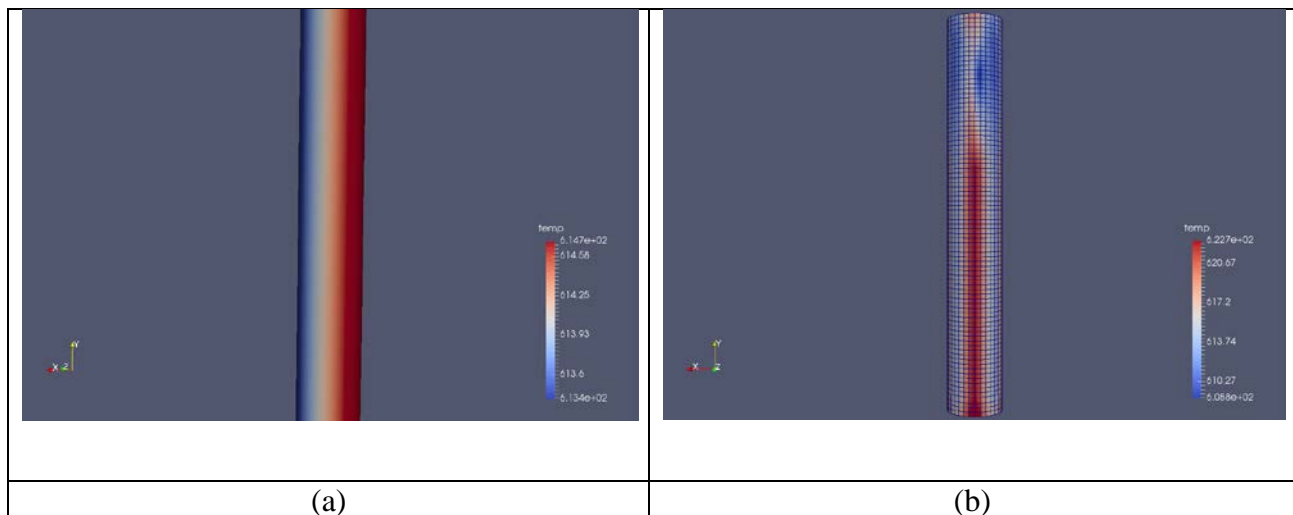 temp
6.147e+02
614.58
614.25
613.93
613.6
6.134e+02
X Z Y
(a)
temp
6.227e+02
620.67
617.2
613.74
610.27
6.088e+02
X Y Z
(b)